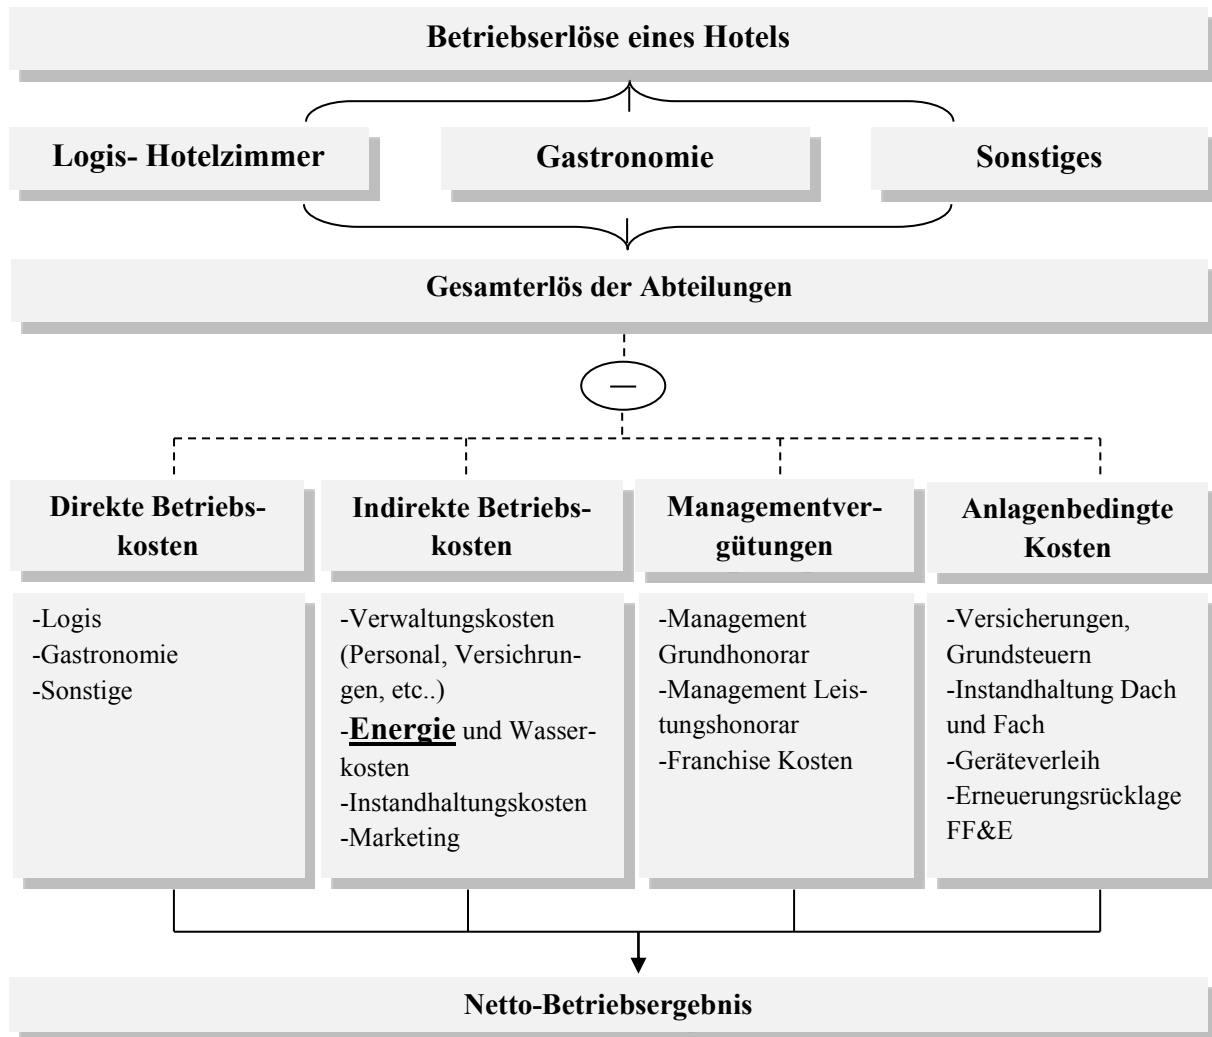 Betriebserlöse eines Hotels
Logis- Hotelzimmer
Gastronomie
Sonstiges
Gesamterlös der Abteilungen
—
Direkte Betriebs-
kosten
Indirekte Betriebs-
kosten
Managementver-
gütungen
Anlagenbedingte
Kosten
-Logis
-Gastronomie
-Sonstige
-Verwaltungskosten
(Personal, Versichrun-
gen, etc..)
-Energie und Wasser-
kosten
-Instandhaltungskosten
-Marketing
-Management
Grundhonorar
-Management Leis-
tungshonorar
-Franchise Kosten
-Versicherungen,
Grundsteuern
-Instandhaltung Dach
und Fach
-Geräteverleih
-Erneuerungsrücklage
FF&E
Netto-Betriebsergebnis